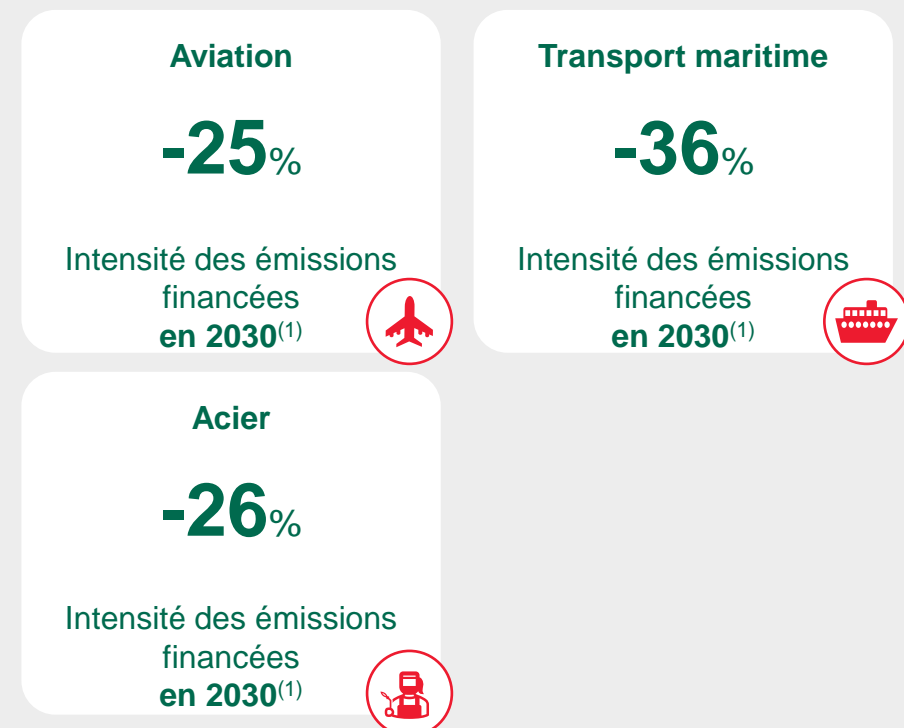 Aviation
-25%
Intensité des émissions
financées
en 2030(1)
Transport maritime
-36%
Intensité des émissions
financées
en 2030(1)
Acier
-26%
Intensité des émissions
financées
en 2030(1)